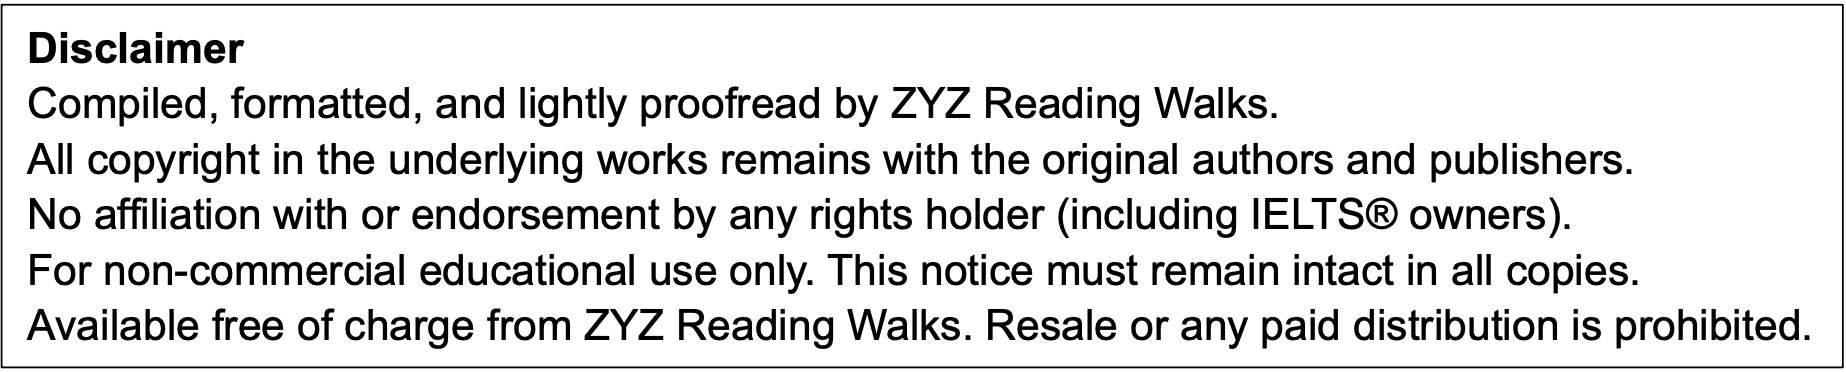 Disclaimer
Compiled, formatted, and lightly proofread by ZYZ Reading Walks.
All copyright in the underlying works remains with the original authors and publishers.
No affiliation with or endorsement by any rights holder (including IELTS® owners).
For non-commercial educational use only. This notice must remain intact in all copies.
Available free of charge from ZYZ Reading Walks. Resale or any paid distribution is prohibited.